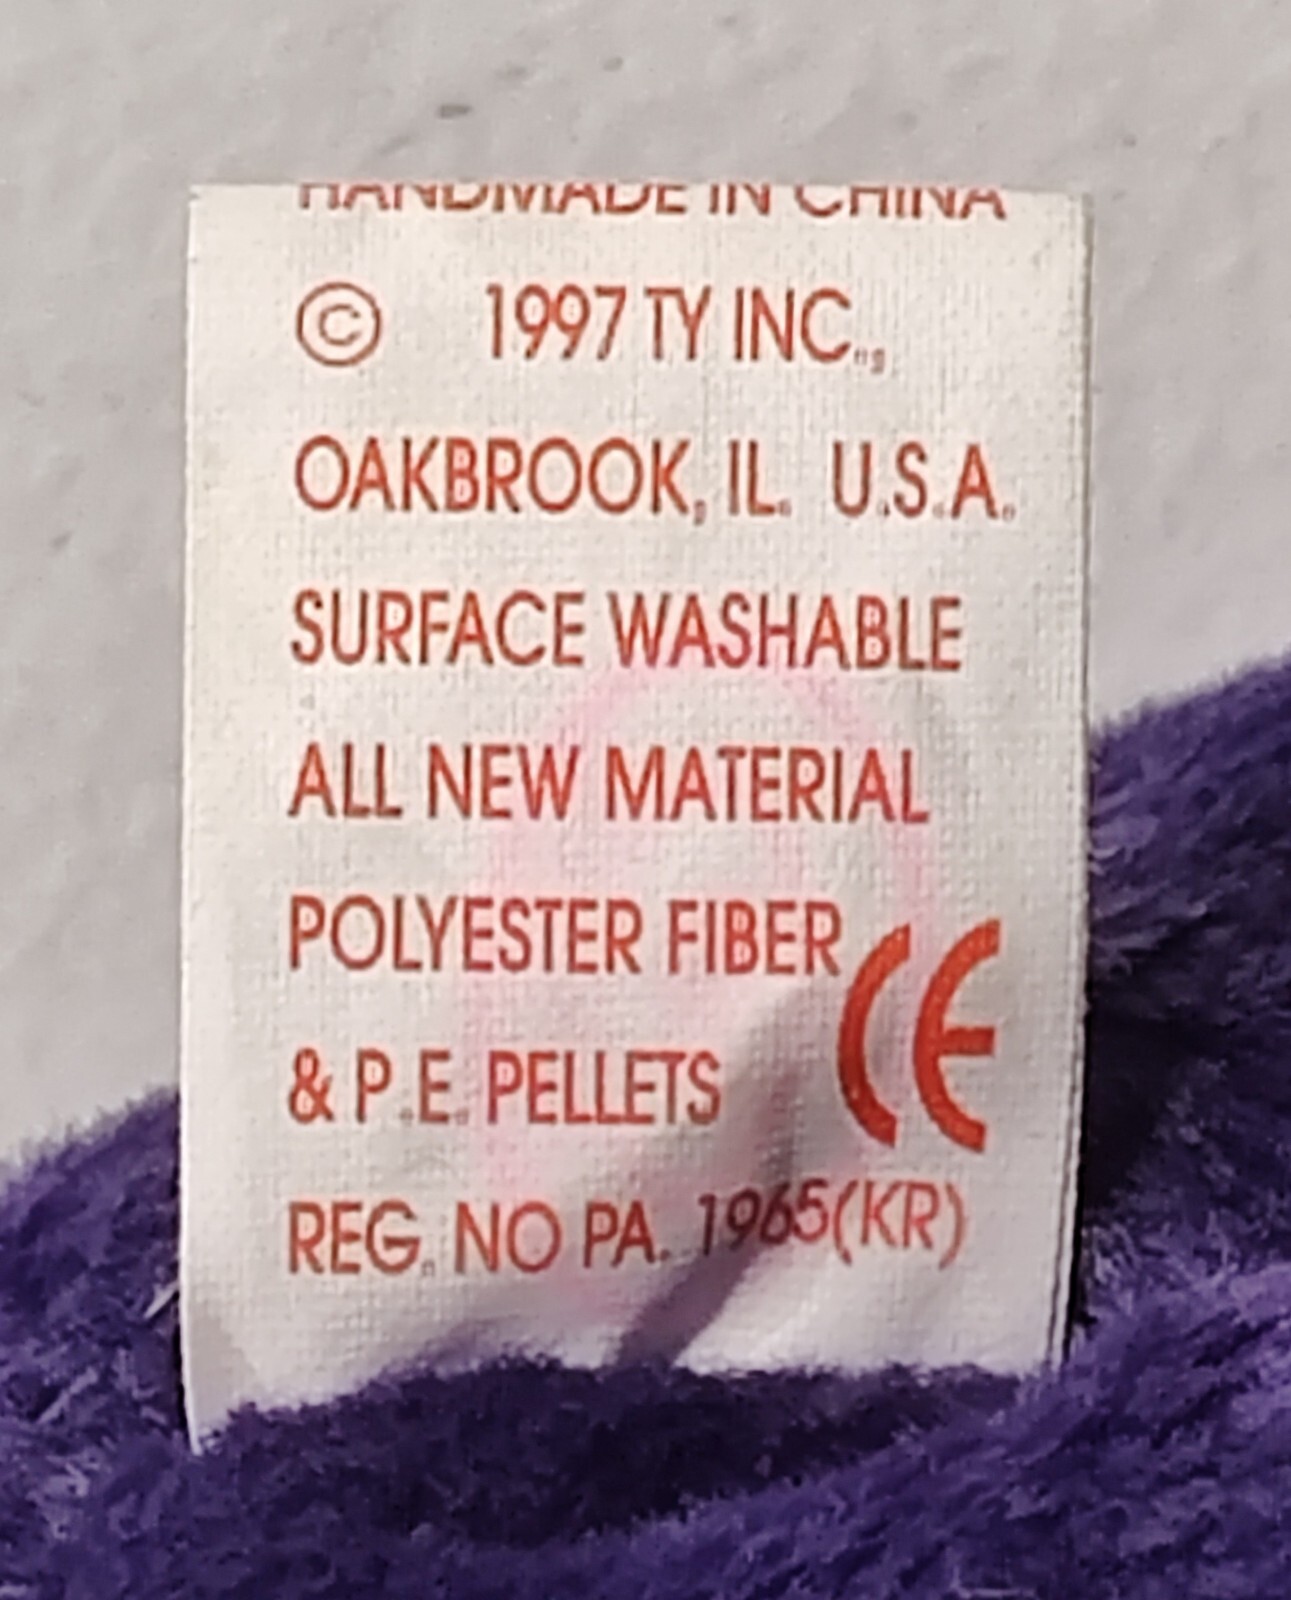 HANDMADE IN CHINA
© 1997 TY INC.,
OAKBROOK, IL. U.S.A.
SURFACE WASHABLE
ALL NEW MATERIAL
POLYESTER FIBER
& P.E. PELLETS
CE
REG. NO PA. 1965(KR)